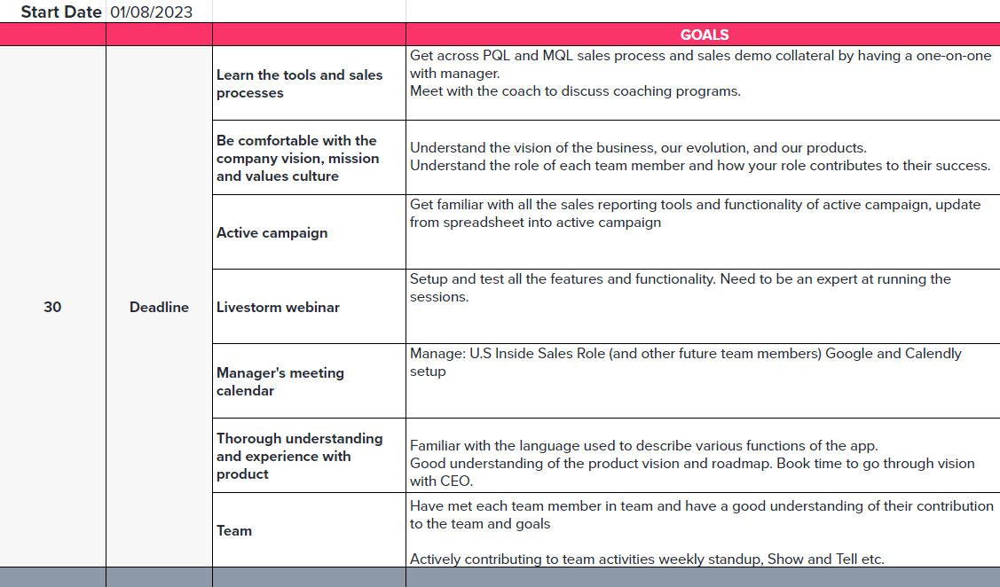 Start Date 01/08/2023
GOALS
30
Deadline
Learn the tools and sales
processes
Get across PQL and MQL sales process and sales demo collateral by having a one-on-one
with manager.
Meet with the coach to discuss coaching programs.
Be comfortable with the
company vision, mission
and values culture
Understand the vision of the business, our evolution, and our products.
Understand the role of each team member and how your role contributes to their success.
Active campaign
Get familiar with all the sales reporting tools and functionality of active campaign, update
from spreadsheet into active campaign
Livestorm webinar
Setup and test all the features and functionality. Need to be an expert at running the
sessions.
Manager's meeting
calendar
Manage: U.S Inside Sales Role (and other future team members) Google and Calendly
setup
Thorough understanding
and experience with
product
Familiar with the language used to describe various functions of the app.
Good understanding of the product vision and roadmap. Book time to go through vision
with CEO.
Team
Have met each team member in team and have a good understanding of their contribution
to the team and goals
Actively contributing to team activities weekly standup, Show and Tell etc.